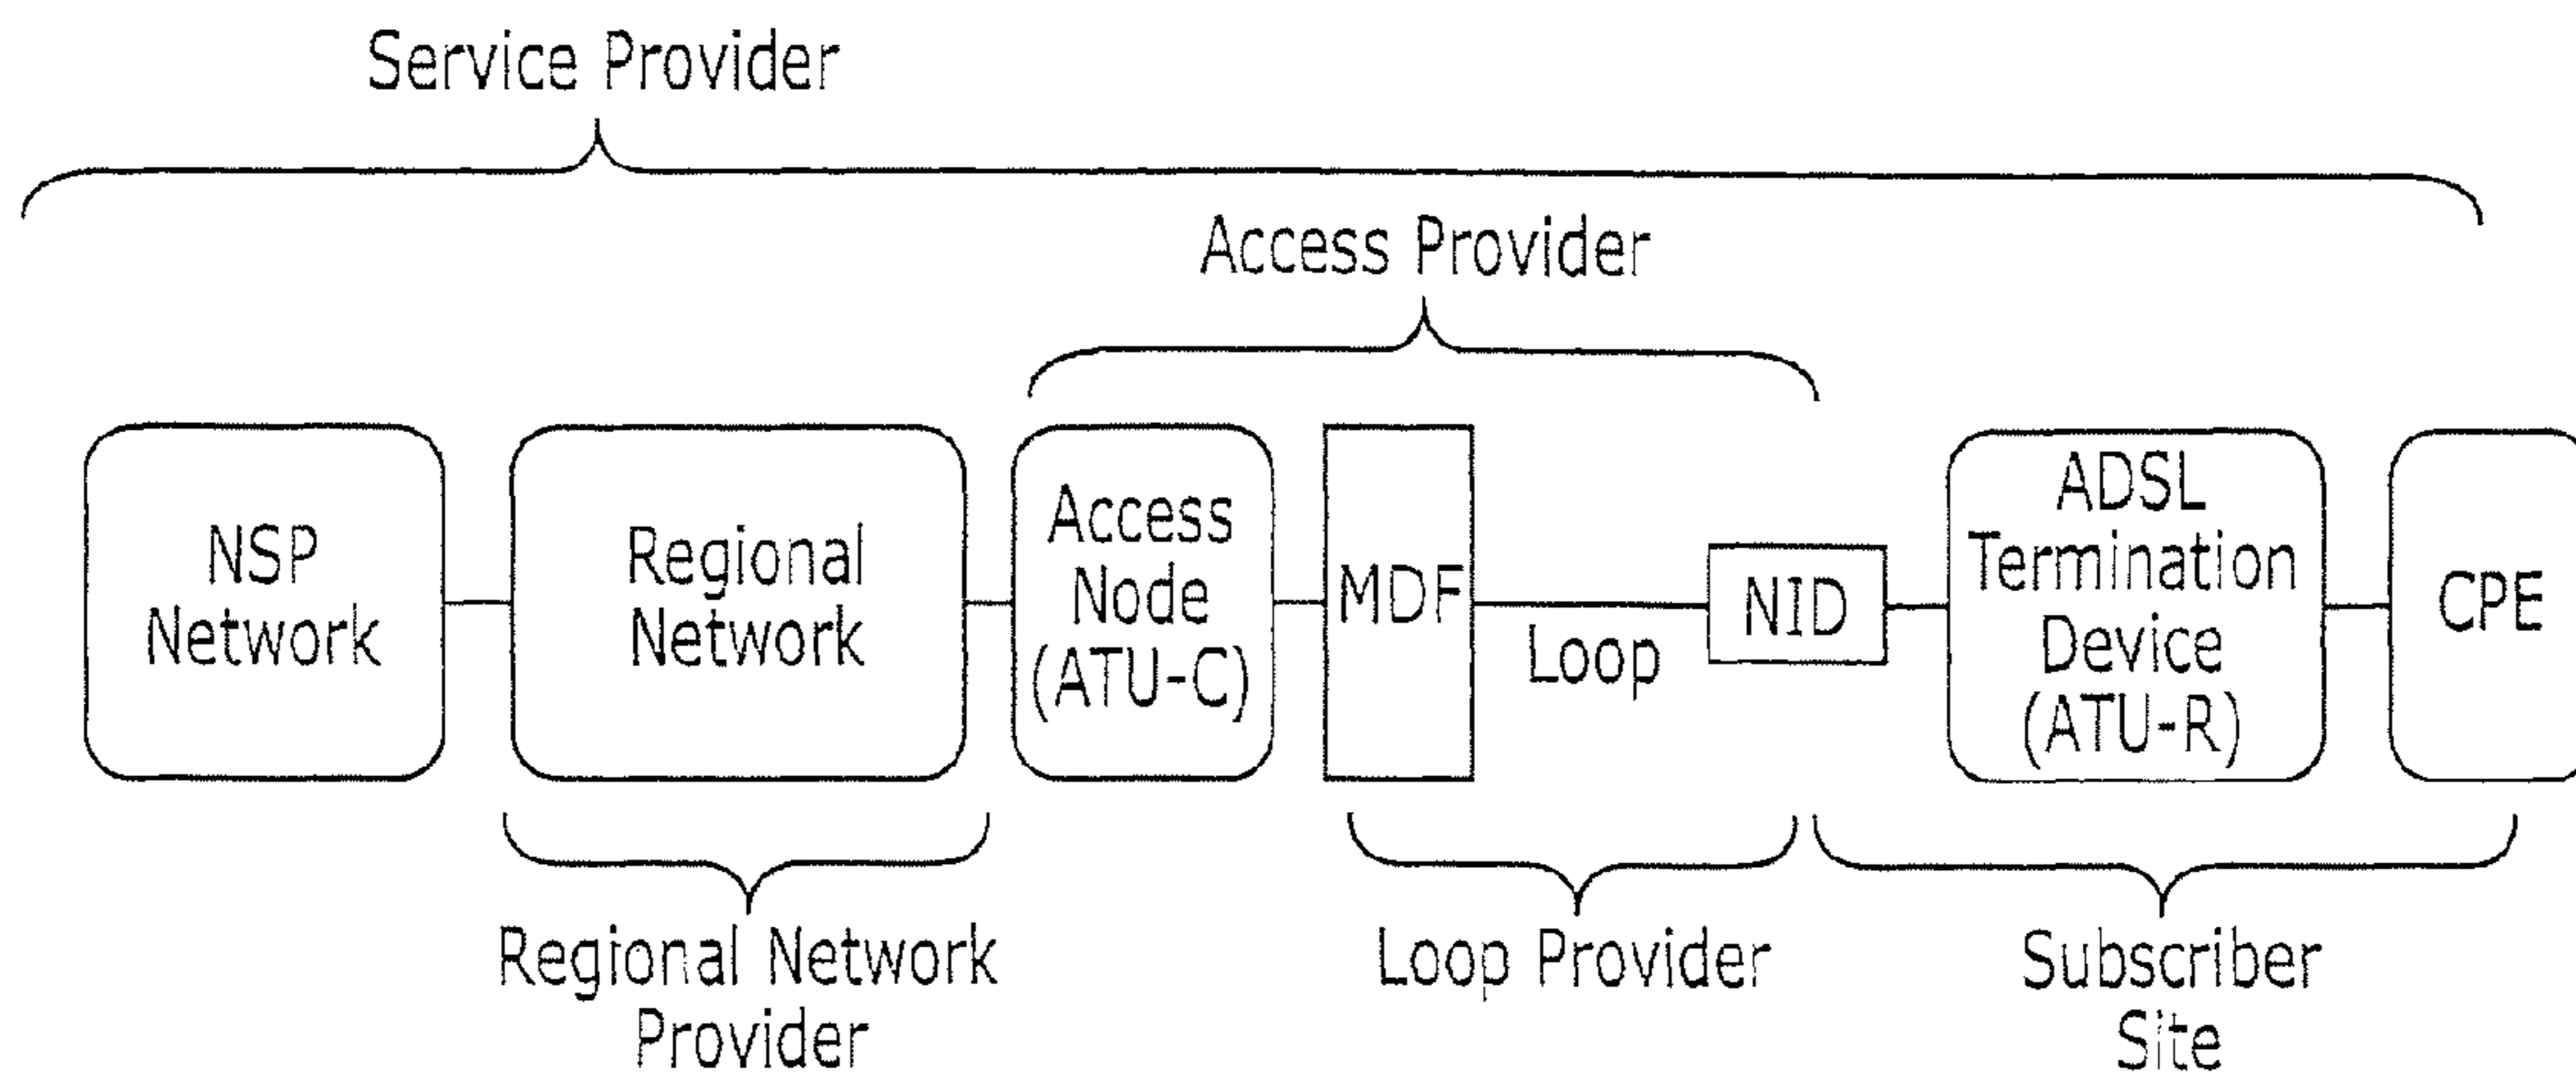 Service Provider
Access Provider
NSP
Network
Regional
Network
Access
Node
(ATU-C)
MDF
Loop
NID
ADSL
Termination
Device
(ATU-R)
CPE
Regional Network
Provider
Loop Provider
Subscriber
Site